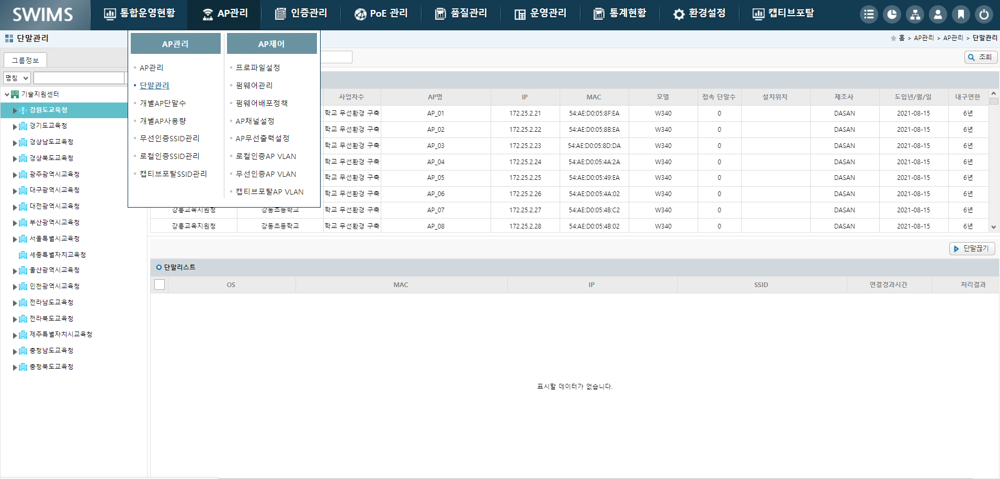 SWIMS 통합운영현황 AP관리 인증관리 PoE 관리 품질관리 운영관리 통계현황 환경설정 캡티브포탈
단말관리
홈 > AP관리 > AP관리 > 단말관리
그룹정보
조회
명칭
기술지원센터
강원도교육청
경기도교육청
경상남도교육청
경상북도교육청
광주광역시교육청
대구광역시교육청
대전광역시교육청
부산광역시교육청
서울특별시교육청
세종특별자치교육청
울산광역시교육청
인천광역시교육청
전라남도교육청
전라북도교육청
제주특별자치시교육청
충청남도교육청
충청북도교육청
AP관리
AP관리
단말관리
개별AP단말수
개별AP사용량
무선인증SSID관리
로컬인증SSID관리
캡티브포탈SSID관리
AP제어
프로파일설정
펌웨어관리
펌웨어배포정책
AP채널설정
AP무선출력설정
로컬인증AP VLAN
무선인증AP VLAN
캡티브포탈AP VLAN
사업차수 AP명 IP MAC 모델 접속 단말수 설치위치 제조사 도입년/월/일 내구연한
학교 무선환경 구축 AP_01 172.25.2.21 54:AE:D0:05:8F:EA W340 0 DASAN 2021-08-15 6년
학교 무선환경 구축 AP_02 172.25.2.22 54:AE:D0:05:8B:EA W340 0 DASAN 2021-08-15 6년
학교 무선환경 구축 AP_03 172.25.2.23 54:AE:D0:05:8D:DA W340 0 DASAN 2021-08-15 6년
학교 무선환경 구축 AP_04 172.25.2.24 54:AE:D0:05:4A:2A W340 0 DASAN 2021-08-15 6년
학교 무선환경 구축 AP_05 172.25.2.25 54:AE:D0:05:49:EA W340 0 DASAN 2021-08-15 6년
학교 무선환경 구축 AP_06 172.25.2.26 54:AE:D0:05:4A:02 W340 0 DASAN 2021-08-15 6년
강릉교육지원청 강동초등학교 학교 무선환경 구축 AP_07 172.25.2.27 54:AE:D0:05:4B:C2 W340 0 DASAN 2021-08-15 6년
강릉교육지원청 강동초등학교 학교 무선환경 구축 AP_08 172.25.2.28 54:AE:D0:05:4B:02 W340 0 DASAN 2021-08-15 6년
단말끊기
단말리스트
OS MAC IP SSID 연결경과시간 처리결과
표시할 데이터가 없습니다.